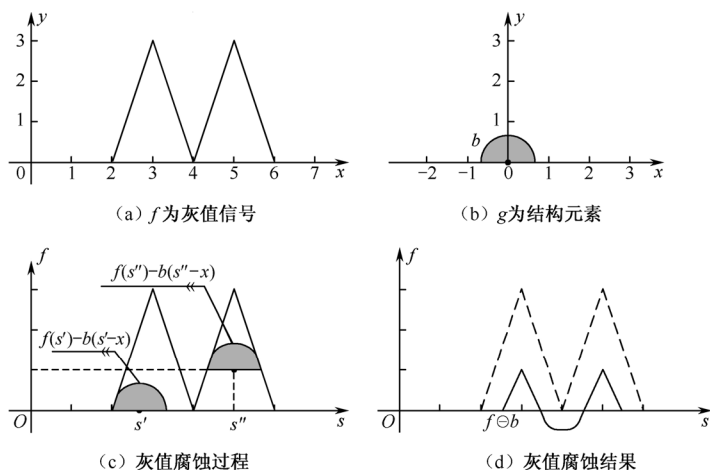 y
3
2
1
0
1
2
3
4
5
6
7
x
(a) f为灰值信号
y
3
2
1
b
−2
−1
0
1
2
3
x
(b) g为结构元素
f
f(s″)−b(s″−x)
f(s′)−b(s′−x)
O
s′
s″
s
(c) 灰值腐蚀过程
f
O
f⊖b
s
(d) 灰值腐蚀结果